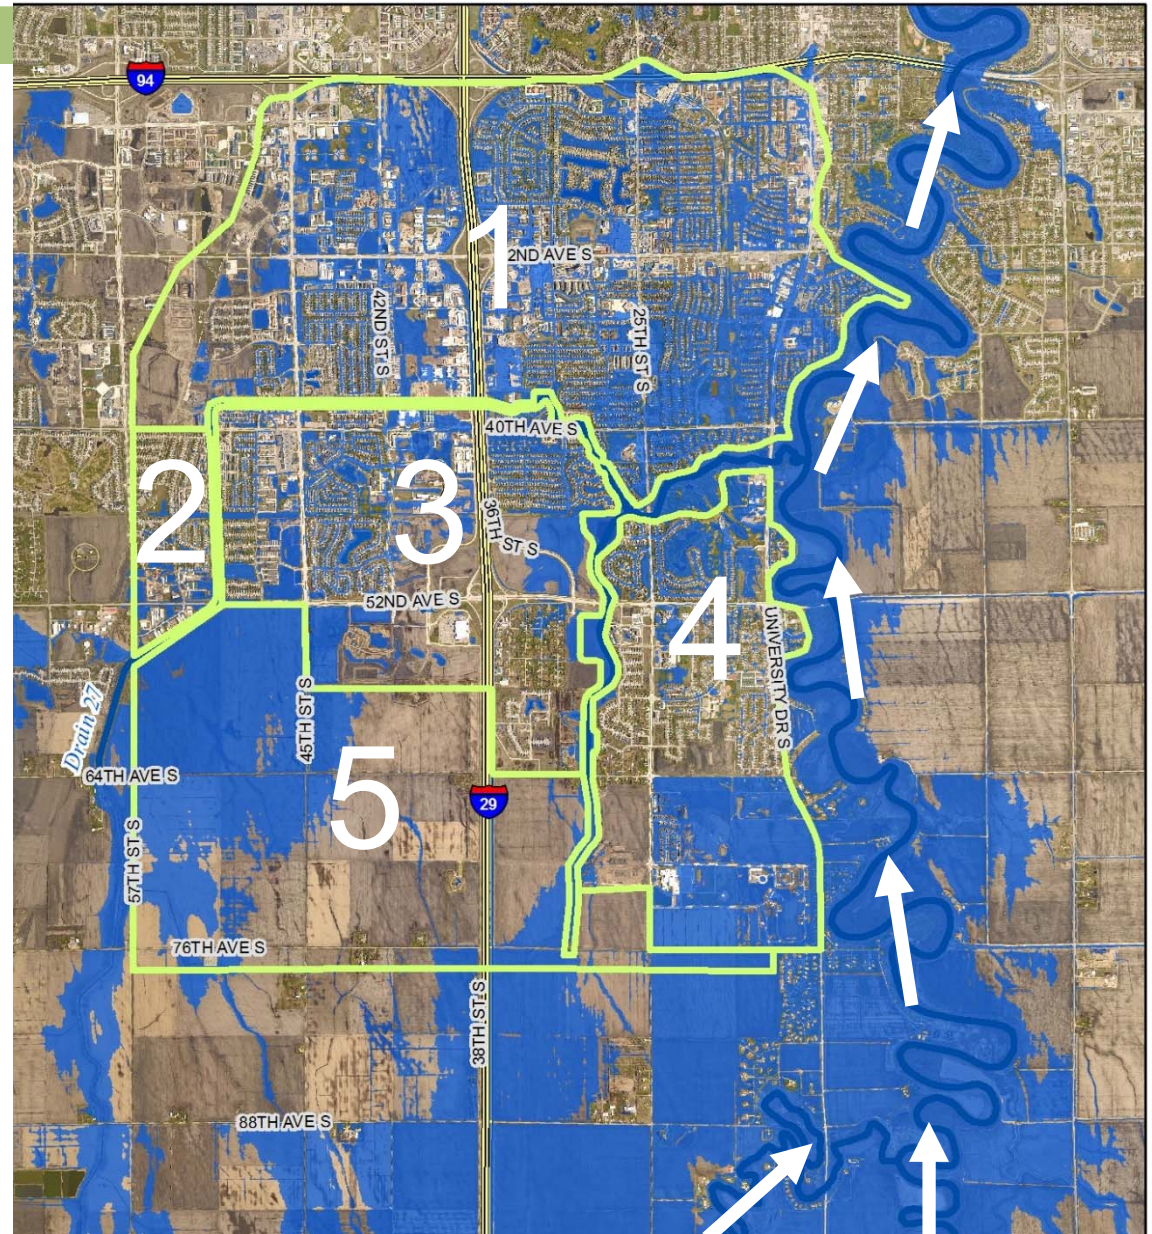 94
1
2ND AVE S
42ND ST S
25TH ST S
40TH AVE S
2
3
36TH ST S
4
52ND AVE S
UNIVERSITY DR S
Drain 27
45TH ST S
5
64TH AVE S
29
57TH ST S
76TH AVE S
38TH ST S
88TH AVE S